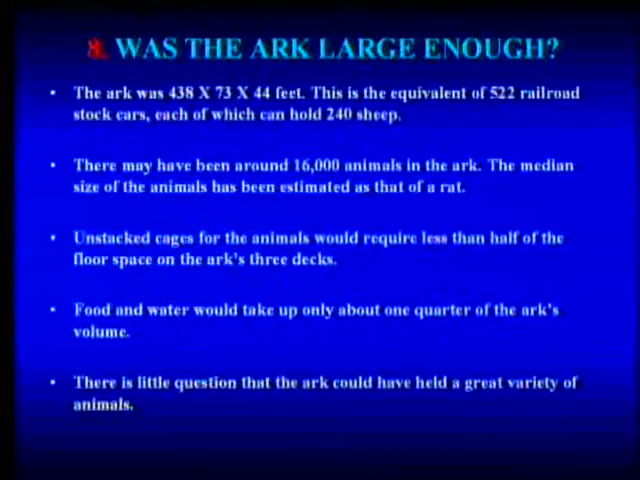 8. WAS THE ARK LARGE ENOUGH?
• The ark was 438 X 73 X 44 feet. This is the equivalent of 522 railroad
stock cars, each of which can hold 240 sheep.
• There may have been around 16,000 animals in the ark. The median
size of the animals has been estimated as that of a rat.
• Unstacked cages for the animals would require less than half of the
floor space on the ark's three decks.
• Food and water would take up only about one quarter of the ark's
volume.
• There is little question that the ark could have held a great variety of
animals.